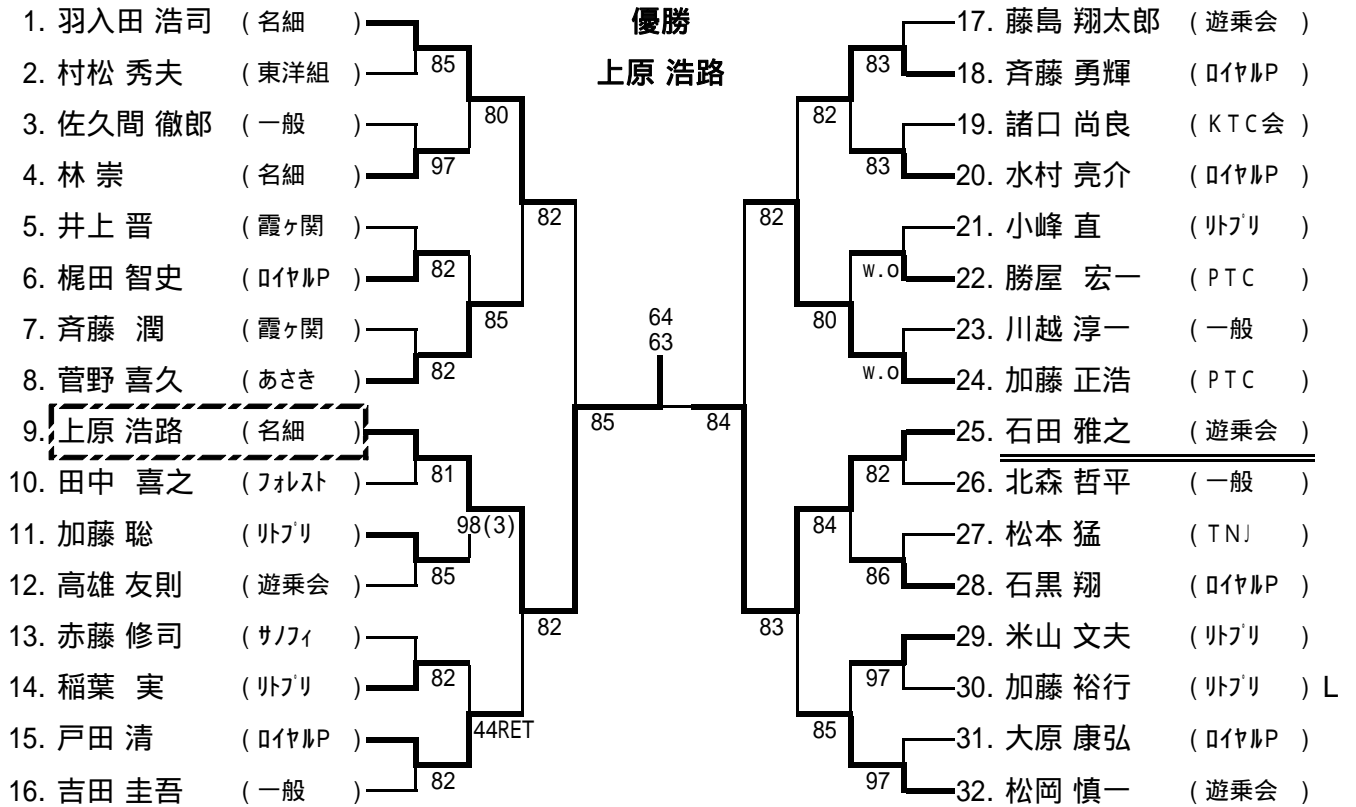 優勝
上原 浩路
1. 羽入田 浩司 (名細)
2. 村松 秀夫 (東洋組)
85
3. 佐久間 徹郎 (一般)
4. 林 崇 (名細)
97
80
5. 井上 晋 (霞ヶ関)
6. 梶田 智史 (ﾛｲﾔﾙP)
82
7. 斉藤 潤 (霞ヶ関)
8. 菅野 喜久 (あさき)
82
85
82
9. 上原 浩路 (名細)
10. 田中 喜之 (ﾌｫﾚｽﾄ)
81
11. 加藤 聡 (ﾘﾄﾌﾟﾘ)
12. 高雄 友則 (遊乗会)
85
98(3)
13. 赤藤 修司 (ｻﾉﾌｨ)
14. 稲葉 実 (ﾘﾄﾌﾟﾘ)
82
15. 戸田 清 (ﾛｲﾔﾙP)
16. 吉田 圭吾 (一般)
82
44RET
82
85
64
63
84
17. 藤島 翔太郎 (遊乗会)
18. 斉藤 勇輝 (ﾛｲﾔﾙP)
83
19. 諸口 尚良 (KTC会)
20. 水村 亮介 (ﾛｲﾔﾙP)
83
82
21. 小峰 直 (ﾘﾄﾌﾟﾘ)
22. 勝屋 宏一 (PTC)
w.o
23. 川越 淳一 (一般)
24. 加藤 正浩 (PTC)
w.o
80
82
25. 石田 雅之 (遊乗会)
26. 北森 哲平 (一般)
82
27. 松本 猛 (TNJ)
28. 石黒 翔 (ﾛｲﾔﾙP)
86
84
29. 米山 文夫 (ﾘﾄﾌﾟﾘ)
30. 加藤 裕行 (ﾘﾄﾌﾟﾘ) L
97
31. 大原 康弘 (ﾛｲﾔﾙP)
32. 松岡 慎一 (遊乗会)
97
85
83